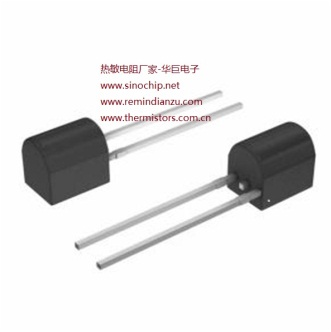 热敏电阻厂家-华巨电子
www.sinochip.net
www.remindianzu.com
www.thermistors.com.cn